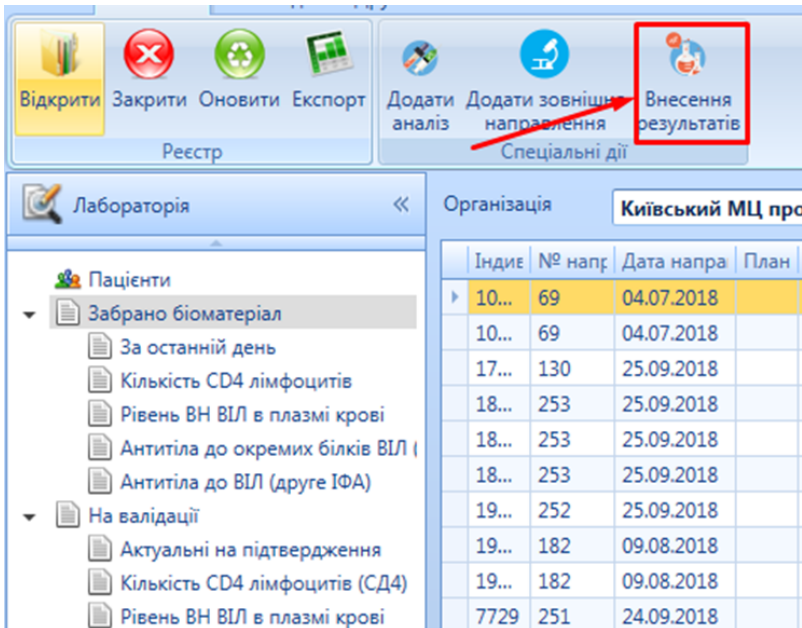 Відкрити Закрити Оновити Експорт
Додати аналіз
Додати зовнішнє направлення
Внесення результатів
Реєстр
Спеціальні дії
Лабораторія
Організація Київський МЦ про
Пацієнти
Забрано біоматеріал
За останній день
Кількість CD4 лімфоцитів
Рівень ВН ВІЛ в плазмі крові
Антитіла до окремих білків ВІЛ (
Антитіла до ВІЛ (друге ІФА)
На валідації
Актуальні на підтвердження
Кількість CD4 лімфоцитів (СД4)
Рівень ВН ВІЛ в плазмі крові
Індив № напр Дата напра План
10... 69 04.07.2018
10... 69 04.07.2018
17... 130 25.09.2018
18... 253 25.09.2018
18... 253 25.09.2018
18... 253 25.09.2018
19... 252 25.09.2018
19... 182 09.08.2018
19... 182 09.08.2018
7729 251 24.09.2018